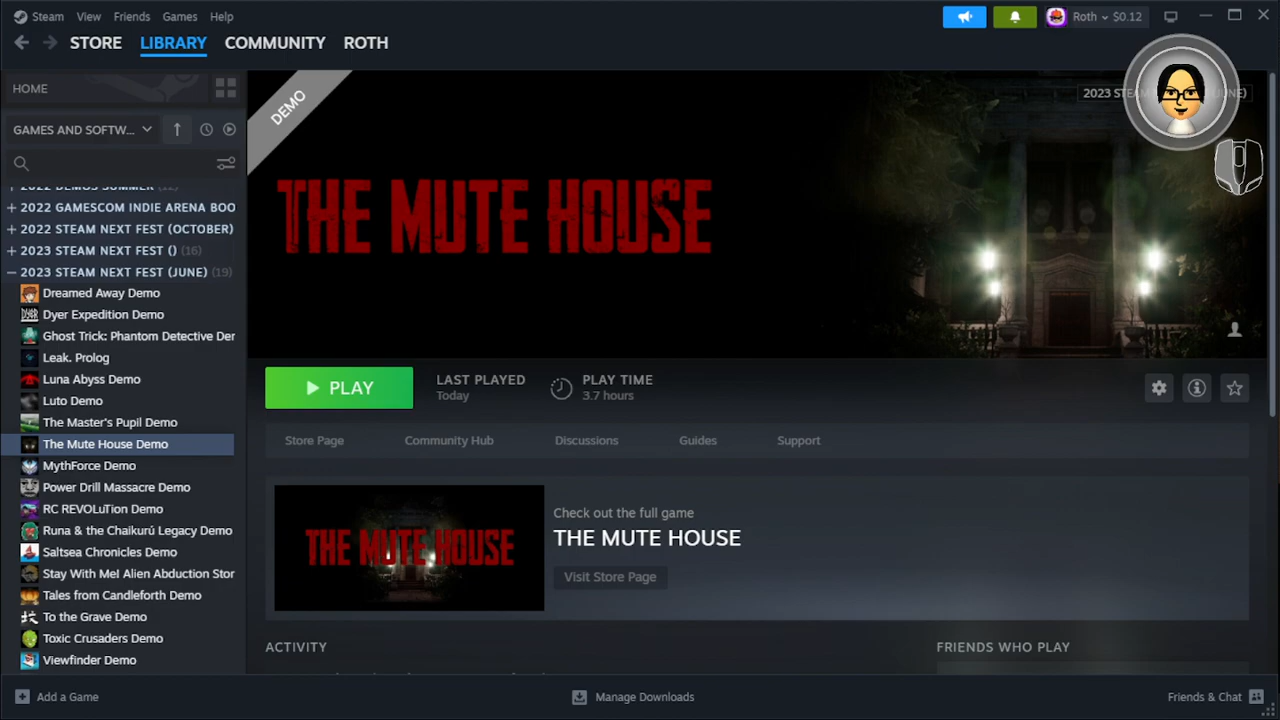 Steam View Friends Games Help
Roth $0.12
STORE LIBRARY COMMUNITY ROTH
HOME
GAMES AND SOFTW...
2022 DEMOS SUMMER (12)
2022 GAMESCOM INDIE ARENA BOO
2022 STEAM NEXT FEST (OCTOBER)
2023 STEAM NEXT FEST () (16)
2023 STEAM NEXT FEST (JUNE) (19)
Dreamed Away Demo
Dyer Expedition Demo
Ghost Trick: Phantom Detective Der
Leak. Prolog
Luna Abyss Demo
Luto Demo
The Master's Pupil Demo
The Mute House Demo
MythForce Demo
Power Drill Massacre Demo
RC REVOLuTion Demo
Runa & the Chaikurú Legacy Demo
Saltsea Chronicles Demo
Stay With Me! Alien Abduction Stor
Tales from Candleforth Demo
To the Grave Demo
Toxic Crusaders Demo
Viewfinder Demo
DEMO
THE MUTE HOUSE
2023 STEAM JUNE)
PLAY
LAST PLAYED
Today
PLAY TIME
3.7 hours
Store Page Community Hub Discussions Guides Support
THE MUTE HOUSE
Check out the full game
THE MUTE HOUSE
Visit Store Page
ACTIVITY
FRIENDS WHO PLAY
Add a Game
Manage Downloads
Friends & Chat